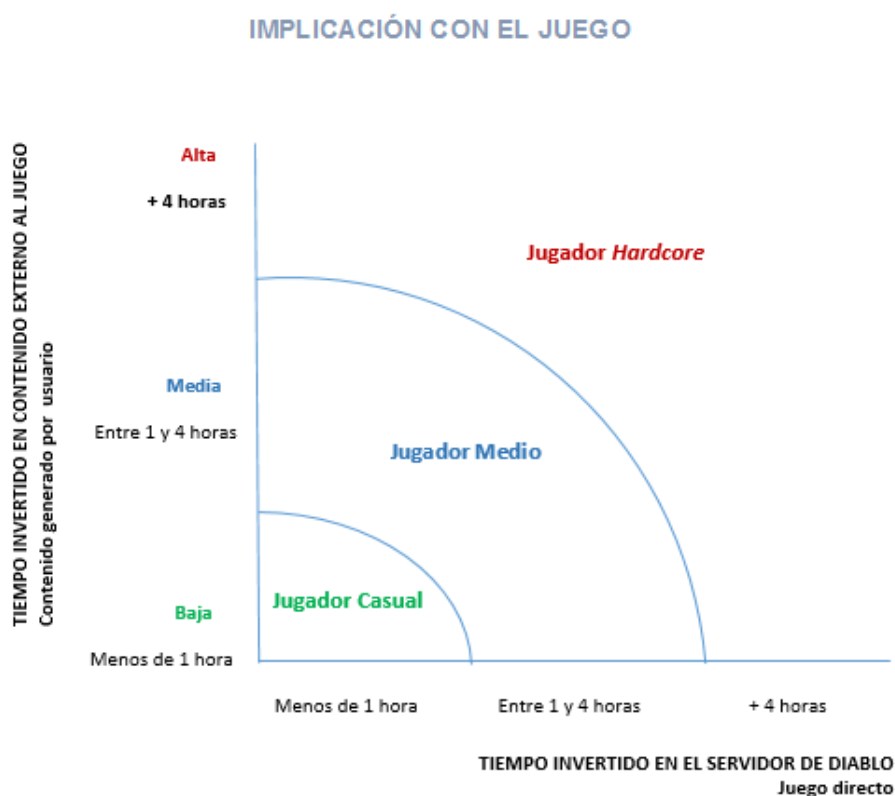 IMPLICACIÓN CON EL JUEGO
TIEMPO INVERTIDO EN CONTENIDO EXTERNO AL JUEGO
Contenido generado por usuario
Alta
+ 4 horas
Jugador Hardcore
Media
Entre 1 y 4 horas
Jugador Medio
Jugador Casual
Baja
Menos de 1 hora
Menos de 1 hora
Entre 1 y 4 horas
+ 4 horas
TIEMPO INVERTIDO EN EL SERVIDOR DE DIABLO
Juego directo